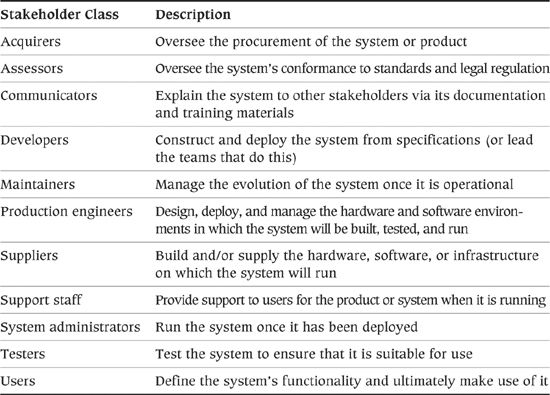 Stakeholder Class Description
Acquirers Oversee the procurement of the system or product
Assessors Oversee the system's conformance to standards and legal regulation
Communicators Explain the system to other stakeholders via its documentation
and training materials
Developers Construct and deploy the system from specifications (or lead
the teams that do this)
Maintainers Manage the evolution of the system once it is operational
Production engineers Design, deploy, and manage the hardware and software environ-
ments in which the system will be built, tested, and run
Suppliers Build and/or supply the hardware, software, or infrastructure
on which the system will run
Support staff Provide support to users for the product or system when it is running
System administrators Run the system once it has been deployed
Testers Test the system to ensure that it is suitable for use
Users Define the system's functionality and ultimately make use of it